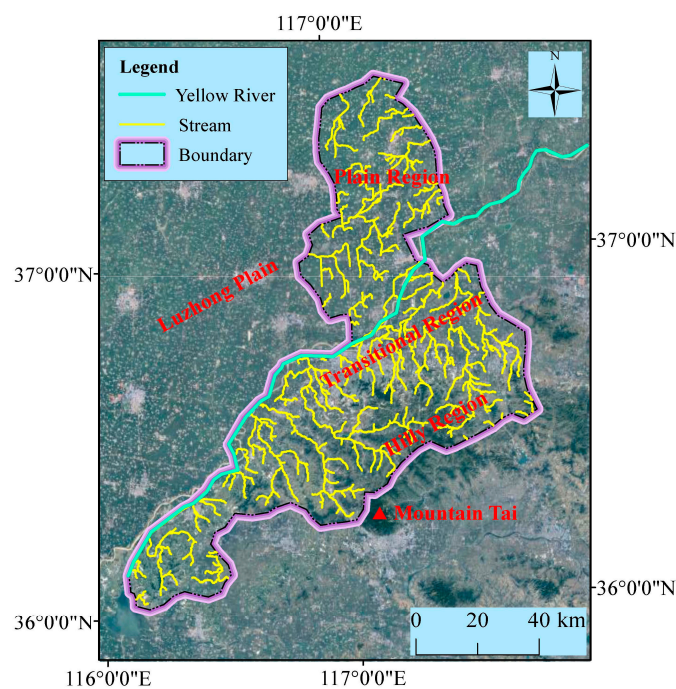 117°0'0"E
N
Legend
Yellow River
Stream
Boundary
Plain Region
37°0'0"N
37°0'0"N
Luzhong Plain
Transitional Region
Hilly Region
Mountain Tai
36°0'0"N
36°0'0"N
0 20 40 km
116°0'0"E
117°0'0"E